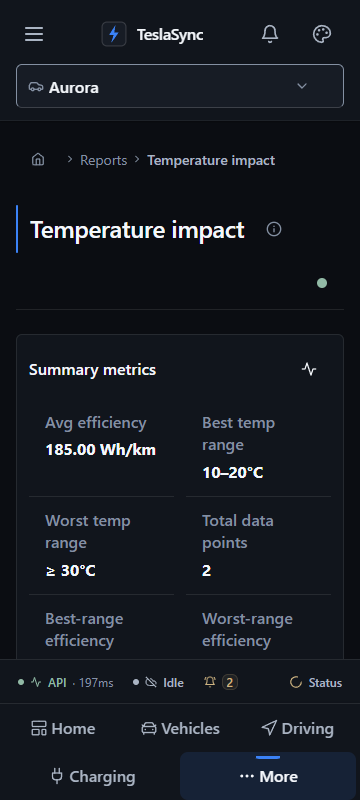 TeslaSync
Aurora
Reports > Temperature impact
Temperature impact
Summary metrics
Avg efficiency
185.00 Wh/km
Best temp
range
10–20°C
Worst temp
range
≥ 30°C
Total data
points
2
Best-range
efficiency
Worst-range
efficiency
API · 197ms Idle 2 Status
Home Vehicles Driving
Charging More